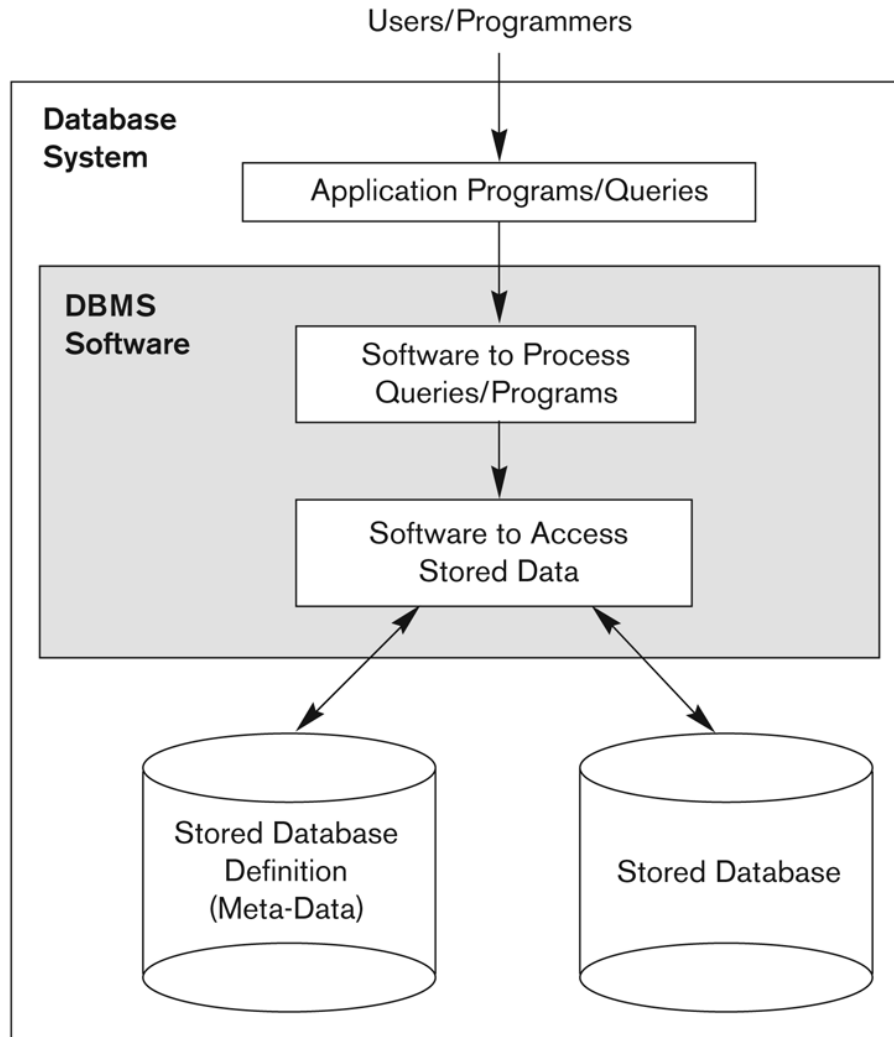 Users/Programmers
Database
System
Application Programs/Queries
DBMS
Software
Software to Process
Queries/Programs
Software to Access
Stored Data
Stored Database
Definition
(Meta-Data)
Stored Database